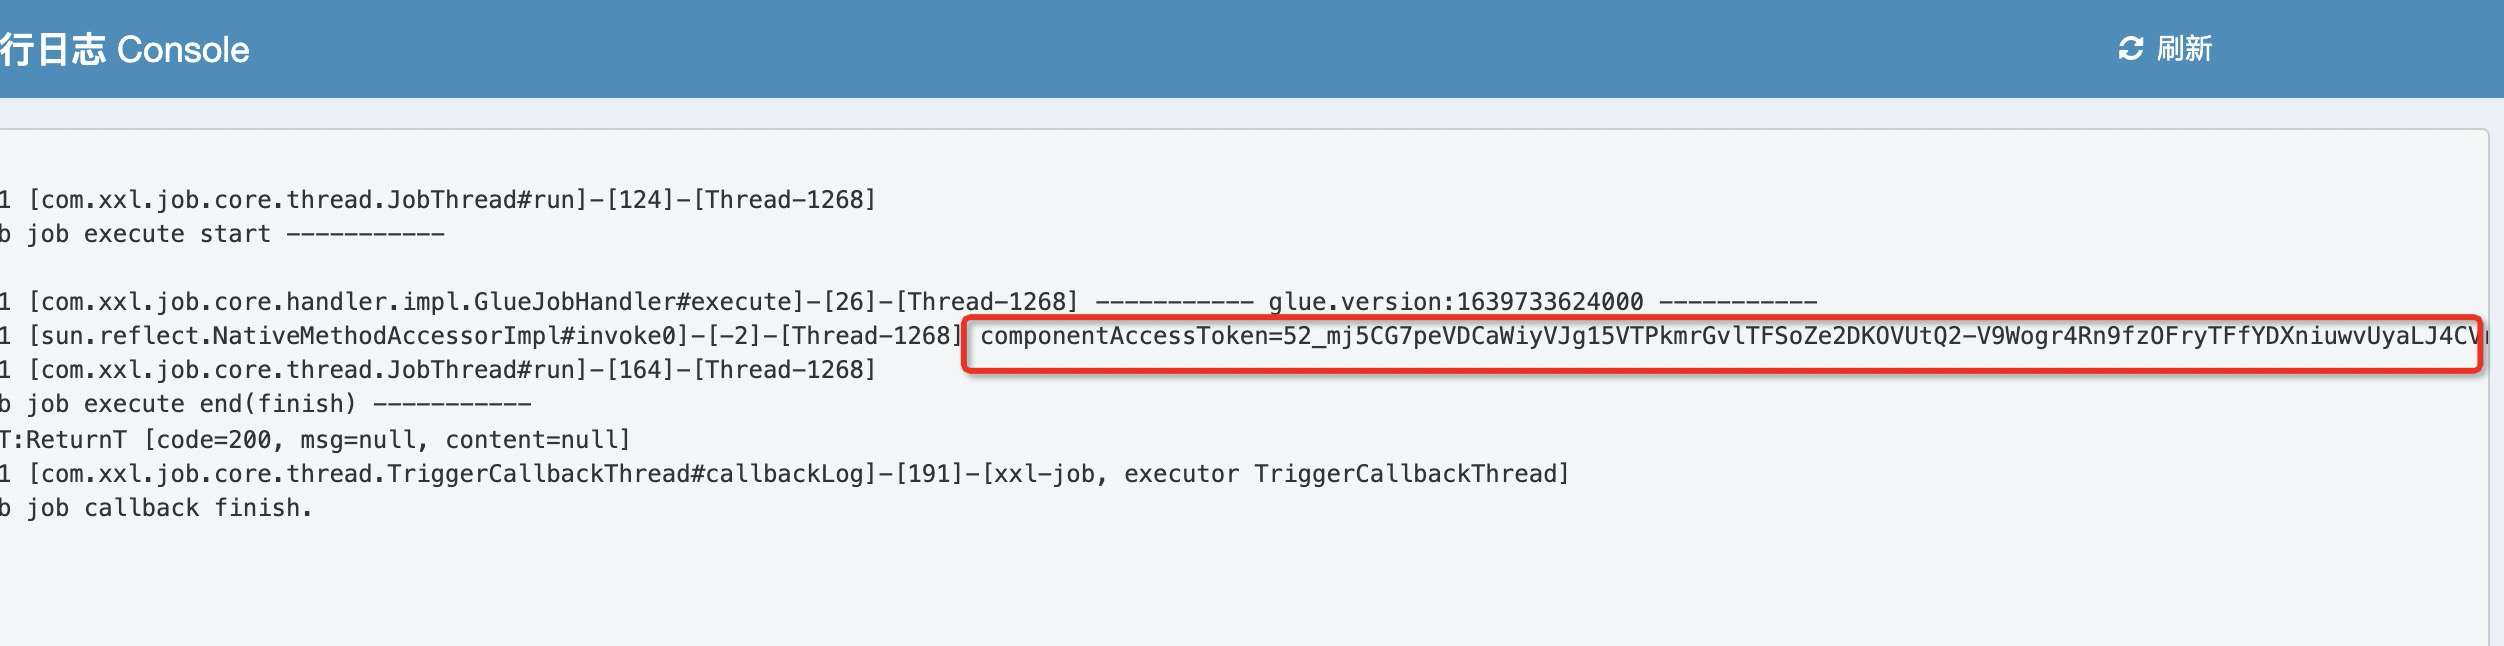 行日志 Console
刷新
1 [com.xxl.job.core.thread.JobThread#run]-[124]-[Thread-1268]
b job execute start -----------
1 [com.xxl.job.core.handler.impl.GlueJobHandler#execute]-[26]-[Thread-1268] ----------- glue.version:1639733624000 -----------
1 [sun.reflect.NativeMethodAccessorImpl#invoke0]-[-2]-[Thread-1268] componentAccessToken=52_mj5CG7peVDCaWiyVJg15VTPkmrGvlTFSoZe2DKOVUtQ2-V9Wogr4Rn9fzOFryTFfYDXniuwvUyaLJ4CV
1 [com.xxl.job.core.thread.JobThread#run]-[164]-[Thread-1268]
b job execute end(finish) -----------
T:ReturnT [code=200, msg=null, content=null]
1 [com.xxl.job.core.thread.TriggerCallbackThread#callbackLog]-[191]-[xxl-job, executor TriggerCallbackThread]
b job callback finish.